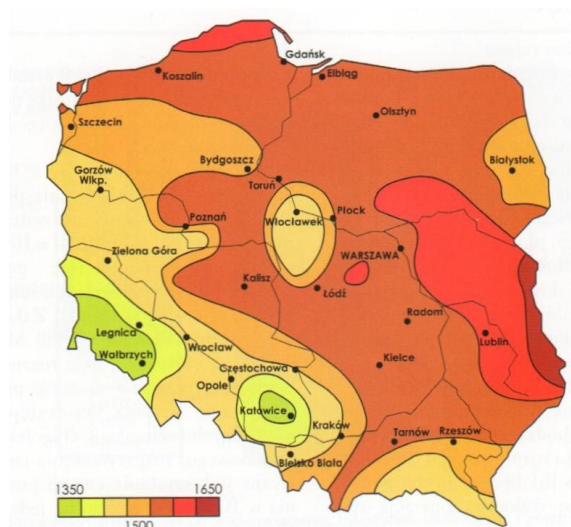 Gdańsk
Koszalin
Elbląg
Olsztyn
Szczecin
Białystok
Bydgoszcz
Gorzów
Wlkp.
Toruń
Płock
Włocławek
Poznań
WARSZAWA
Zielona Góra
Kalisz
Łódź
Radom
Legnica
Lublin
Wrocław
Wałbrzych
Kielce
Częstochowa
Opole
Katowice
Kraków
Tarnów
Rzeszów
Bielsko Biała
1350
1650
1500